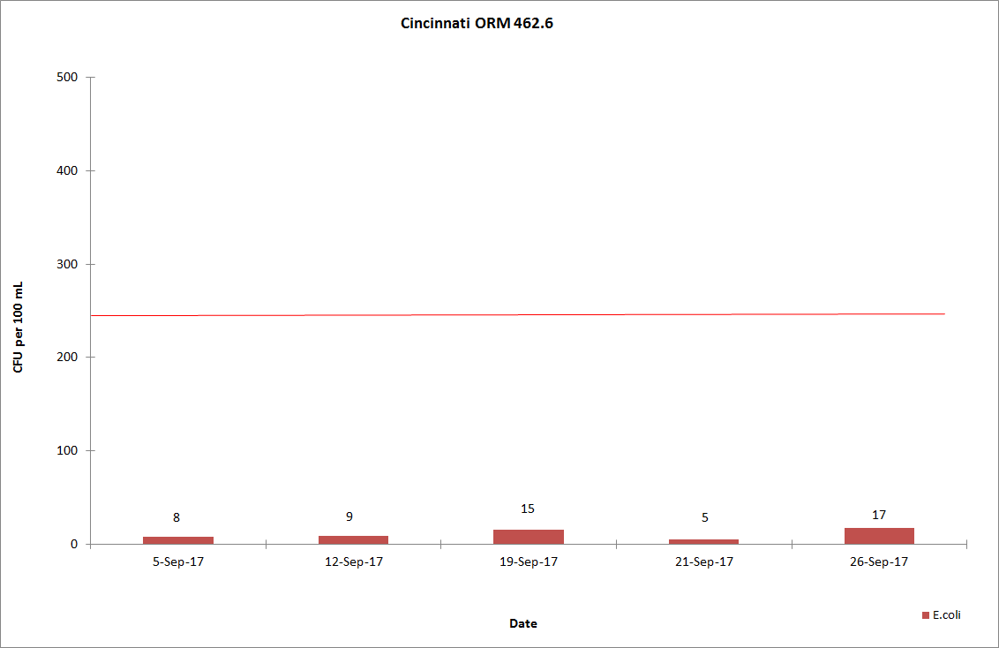 Cincinnati ORM 462.6
500
400
300
200
100
0
CFU per 100 mL
8
9
15
5
17
5-Sep-17
12-Sep-17
19-Sep-17
21-Sep-17
26-Sep-17
Date
E.coli